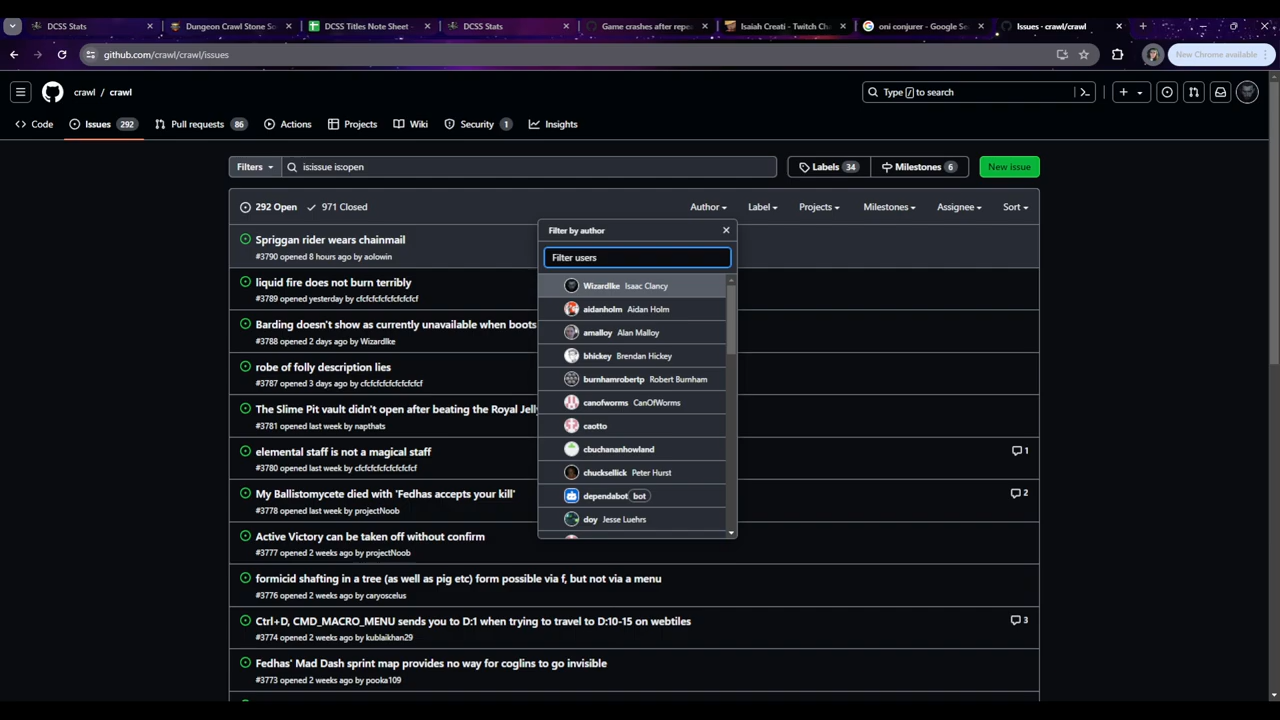 DCSS Stats
Dungeon Crawl Stone So
DCSS Titles Note Sheet -
DCSS Stats
Game crashes after repe
Isaiah Creati - Twitch Ch
oni conjurer - Google Se
Issues · crawl/crawl
github.com/crawl/crawl/issues
New Chrome available
crawl / crawl
Type / to search
Code
Issues 292
Pull requests 86
Actions
Projects
Wiki
Security 1
Insights
Filters
is:issue is:open
Labels 34
Milestones 6
New issue
292 Open
971 Closed
Author
Label
Projects
Milestones
Assignee
Sort
Spriggan rider wears chainmail
#3790 opened 8 hours ago by aolowin
liquid fire does not burn terribly
#3789 opened yesterday by cfcfcfcfcfcfcf
Barding doesn't show as currently unavailable when boots
#3788 opened 2 days ago by WizardIke
robe of folly description lies
#3787 opened 3 days ago by cfcfcfcfcfcfcf
The Slime Pit vault didn't open after beating the Royal Jelly
#3781 opened last week by napthats
elemental staff is not a magical staff
#3780 opened last week by cfcfcfcfcfcfcf
1
My Ballistomycete died with 'Fedhas accepts your kill'
#3778 opened last week by projectNoob
2
Active Victory can be taken off without confirm
#3777 opened 2 weeks ago by projectNoob
formicid shafting in a tree (as well as pig etc) form possible via f, but not via a menu
#3776 opened 2 weeks ago by caryoscelus
Ctrl+D, CMD_MACRO_MENU sends you to D:1 when trying to travel to D:10-15 on webtiles
#3774 opened 2 weeks ago by kublaikhan29
3
Fedhas' Mad Dash sprint map provides no way for coglins to go invisible
#3773 opened 2 weeks ago by pooka109
Filter by author
Filter users
WizardIke Isaac Clancy
aidanholm Aidan Holm
amalloy Alan Malloy
bhickey Brendan Hickey
burnhamrobertp Robert Burnham
canofworms CanOfWorms
caotto
cbuchananhowland
chucksellick Peter Hurst
dependabot bot
doy Jesse Luehrs